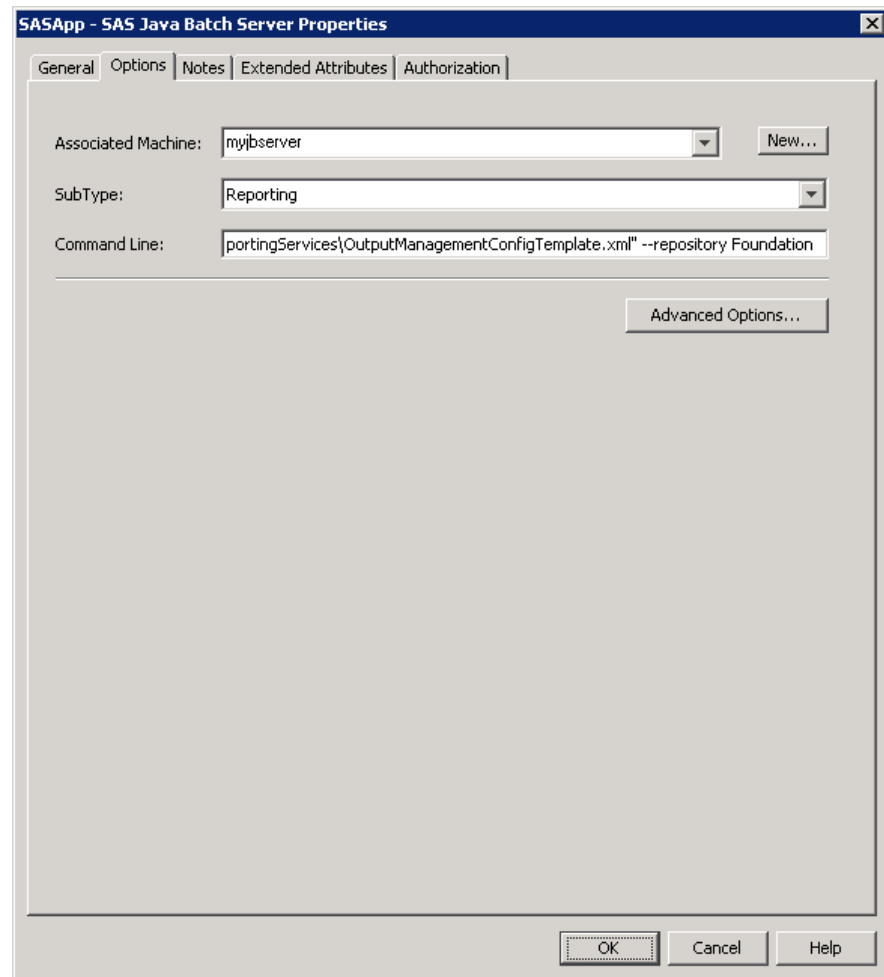 SASApp - SAS Java Batch Server Properties
General Options Notes Extended Attributes Authorization
Associated Machine: myjbserver New...
SubType: Reporting
Command Line: portingServices\OutputManagementConfigTemplate.xml" --repository Foundation
Advanced Options...
OK Cancel Help